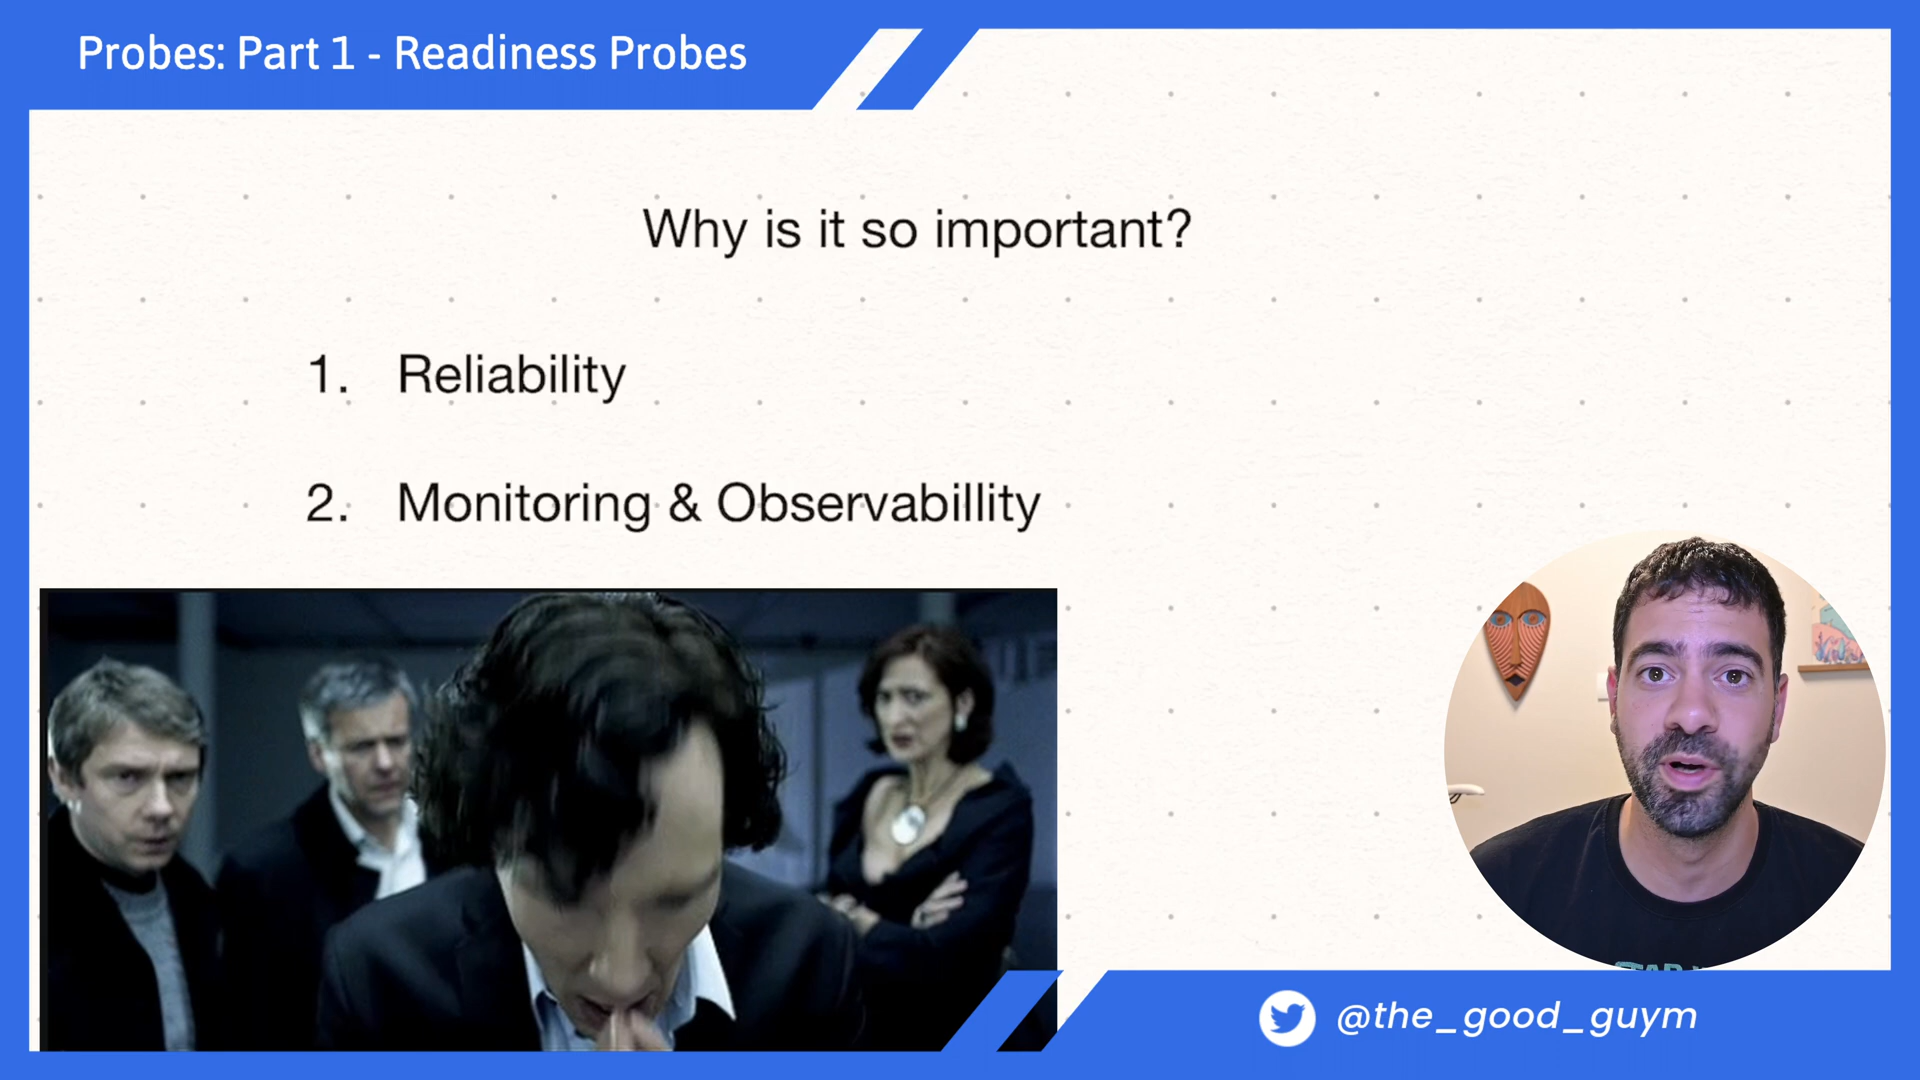 Probes: Part 1 - Readiness Probes
Why is it so important?
1. Reliability
2. Monitoring & Observabillity
@the_good_guym